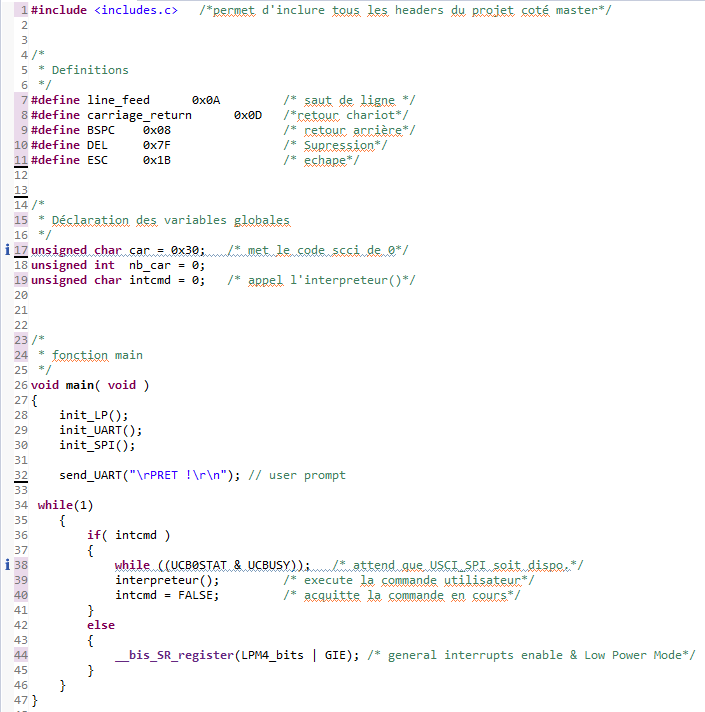 1 #include <includes.c>   /*permet d'inclure tous les headers du projet coté master*/
2
3
4 /*
5  * Definitions
6  */
7 #define line_feed      0x0A         /* saut de ligne */
8 #define carriage_return      0x0D   /*retour chariot*/
9 #define BSPC    0x08                /* retour arrière*/
10 #define DEL     0x7F                /* Supression*/
11 #define ESC     0x1B                /* echape*/
12
13
14 /*
15  * Déclaration des variables globales
16  */
17 unsigned char car = 0x30;   /* met le code scci de 0*/
18 unsigned int  nb_car = 0;
19 unsigned char intcmd = 0;   /* appel l'interpreteur()*/
20
21
22
23 /*
24  * fonction main
25  */
26 void main( void )
27 {
28     init_LP();
29     init_UART();
30     init_SPI();
31
32     send_UART("\rPRET !\r\n"); // user prompt
33
34  while(1)
35     {
36         if( intcmd )
37         {
38             while ((UCB0STAT & UCBUSY));   /* attend que USCI_SPI soit dispo.*/
39             interpreteur();         /* execute la commande utilisateur*/
40             intcmd = FALSE;         /* acquitte la commande en cours*/
41         }
42         else
43         {
44             __bis_SR_register(LPM4_bits | GIE); /* general interrupts enable & Low Power Mode*/
45         }
46     }
47 }